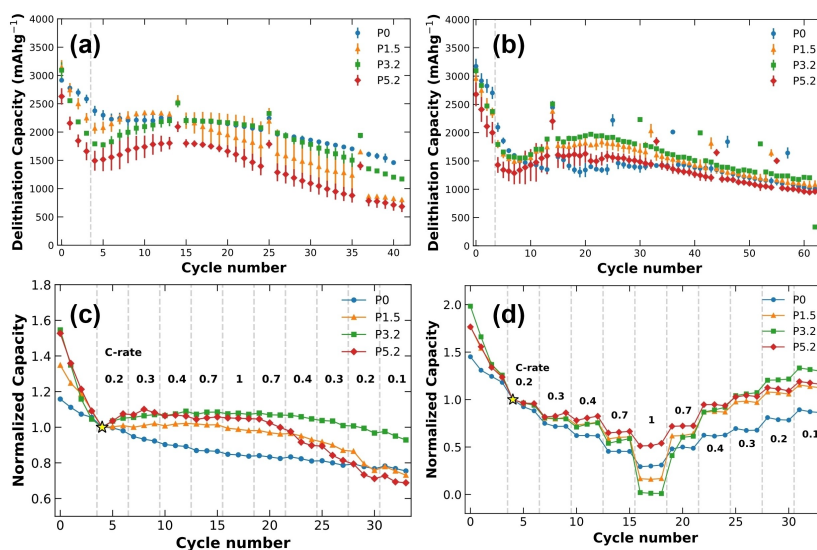 (a)
P0
P1.5
P3.2
P5.2
Delithiation Capacity (mAhg⁻¹)
4000
3500
3000
2500
2000
1500
1000
500
0
0 5 10 15 20 25 30 35 40
Cycle number
(b)
P0
P1.5
P3.2
P5.2
Delithiation Capacity (mAhg⁻¹)
4000
3500
3000
2500
2000
1500
1000
500
0
0 10 20 30 40 50 60
Cycle number
(c)
P0
P1.5
P3.2
P5.2
Normalized Capacity
1.8
1.6
1.4
1.2
1.0
0.8
0.6
C-rate
0.2 0.3 0.4 0.7 1 0.7 0.4 0.3 0.2 0.1
0 5 10 15 20 25 30
Cycle number
(d)
P0
P1.5
P3.2
P5.2
Normalized Capacity
2.0
1.5
1.0
0.5
0.0
C-rate
0.2
0.3
0.4
0.7
1
0.7
0.4
0.3
0.2
0.1
0 5 10 15 20 25 30
Cycle number